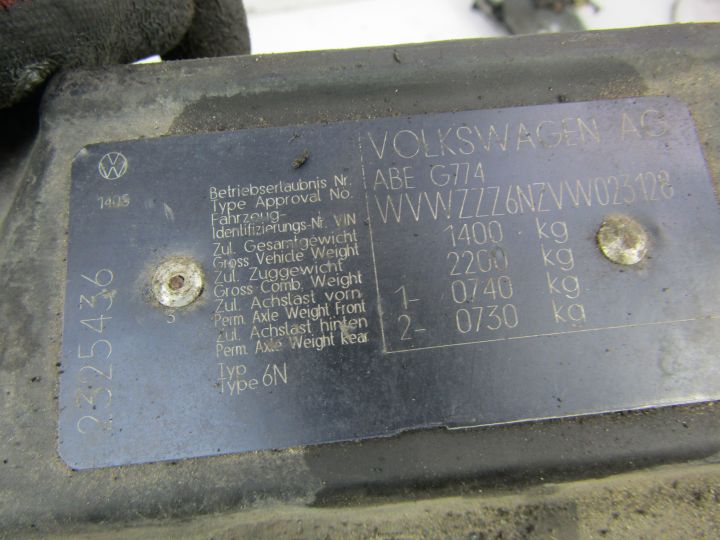 VOLKSWAGEN AG
1405
Betriebserlaubnis Nr.
Type Approval No.
ABE G774
Fahrzeug-
Identifizierungs-Nr. VIN
WVWZZZ6NZVW023128
Zul. Gesamtgewicht
Gross Vehicle Weight
1400 kg
Zul. Zuggewicht
Gross Comb. Weight
2200 kg
Zul. Achslast vorn
Perm. Axle Weight Front
1- 0740 kg
Zul. Achslast hinten
Perm. Axle Weight Rear
2- 0730 kg
Typ
Type 6N
3
2325436